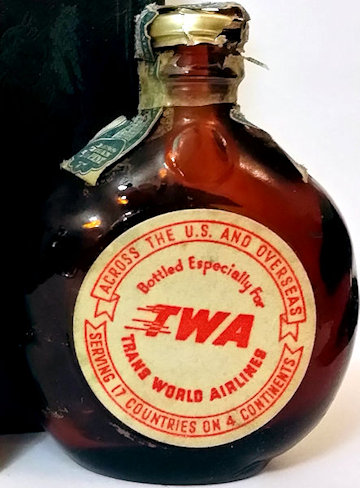 ACROSS THE U.S. AND OVERSEAS
Bottled Especially For
TWA
TRANS WORLD AIRLINES
SERVING 17 COUNTRIES ON 4 CONTINENTS